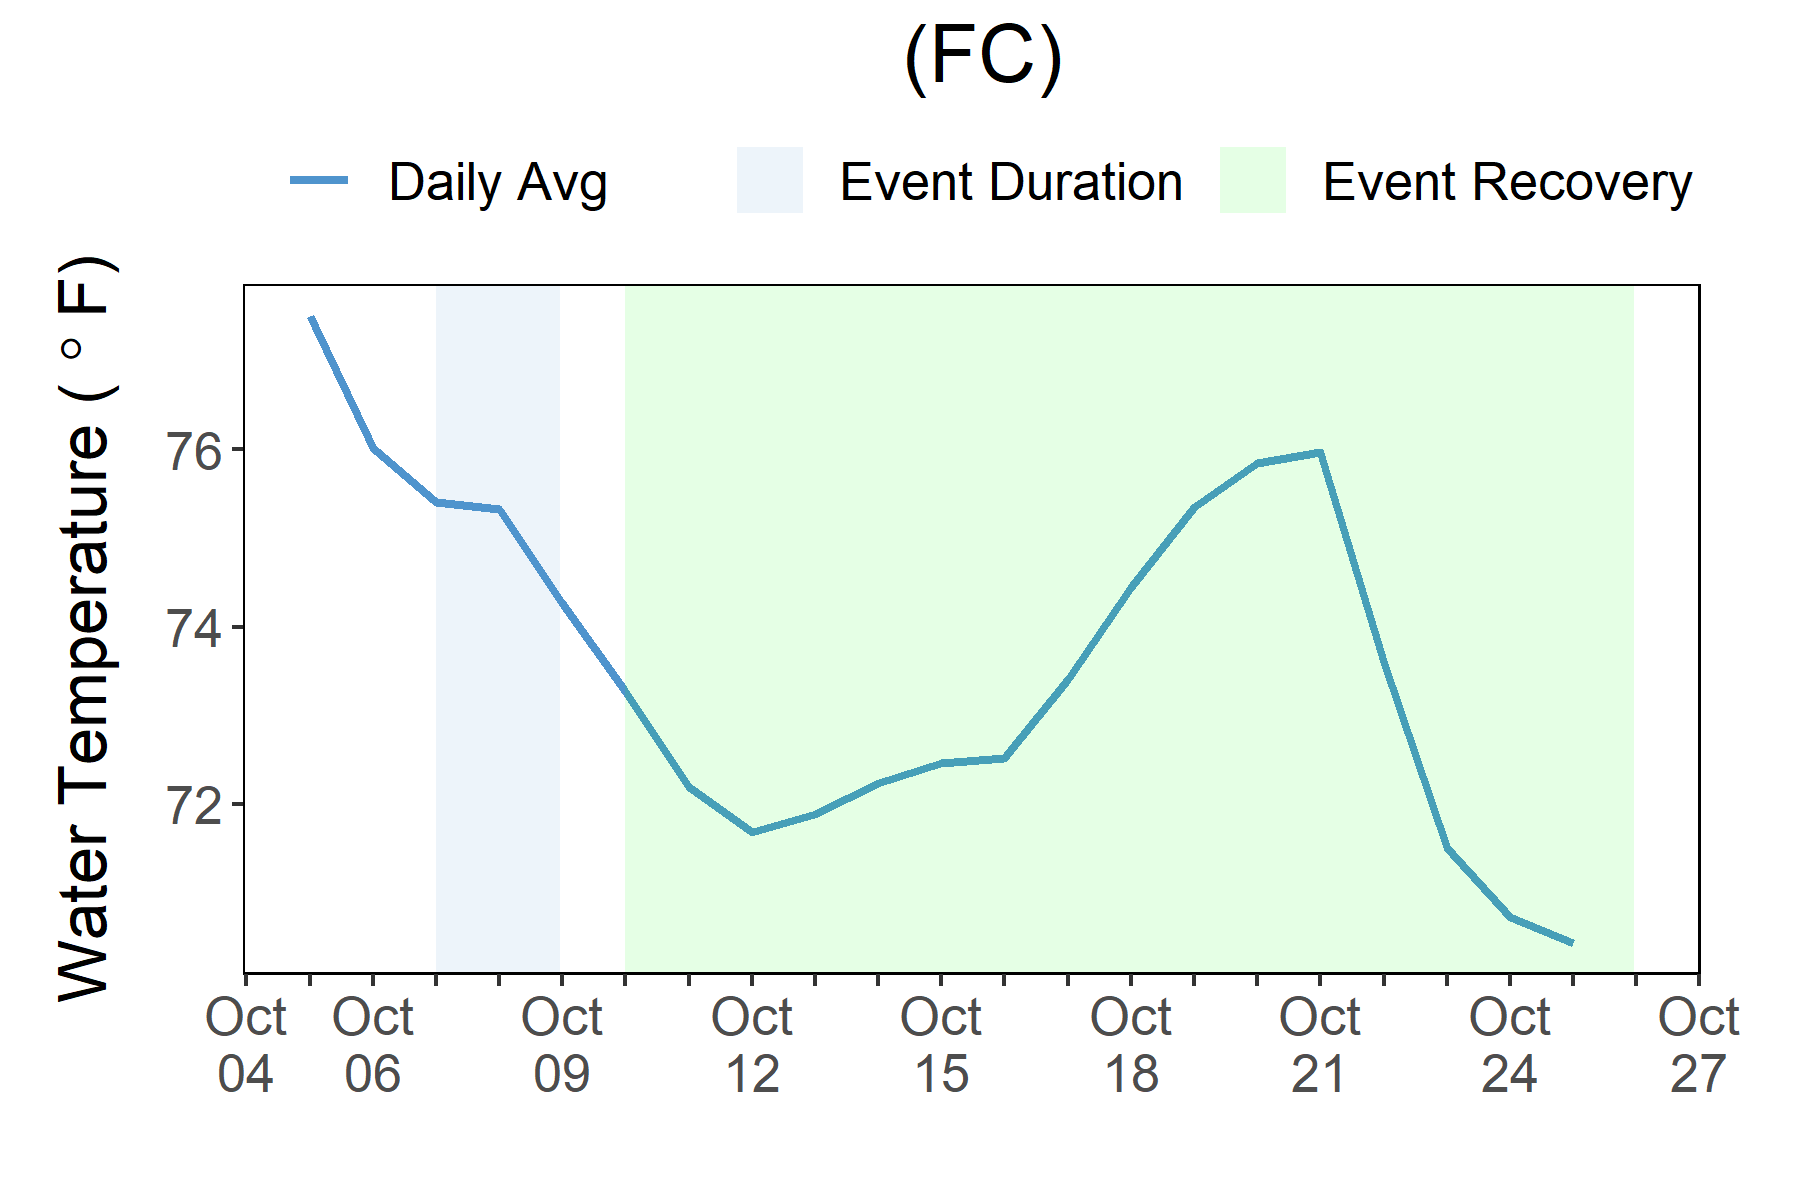 (FC)
Daily Avg
Event Duration
Event Recovery
Water Temperature ( ° F)
76
74
72
Oct 04
Oct 06
Oct 09
Oct 12
Oct 15
Oct 18
Oct 21
Oct 24
Oct 27